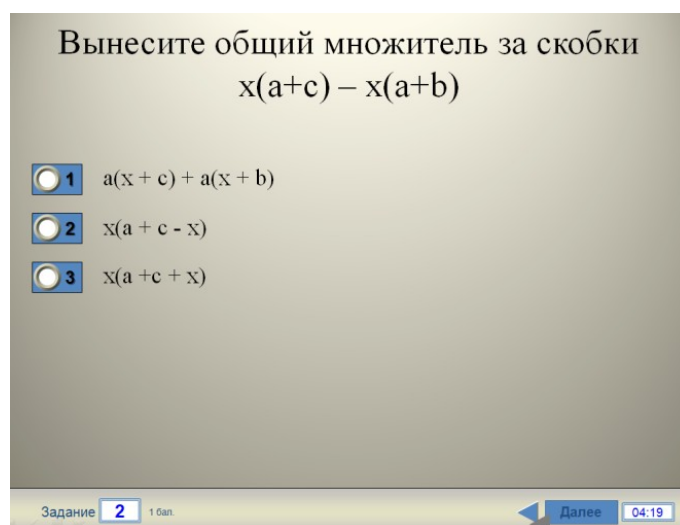 Вынесите общий множитель за скобки
x(a+c) – x(a+b)
1 a(x + c) + a(x + b)
2 x(a + c - x)
3 x(a +c + x)
Задание 2 1 бал. Далее 04:19